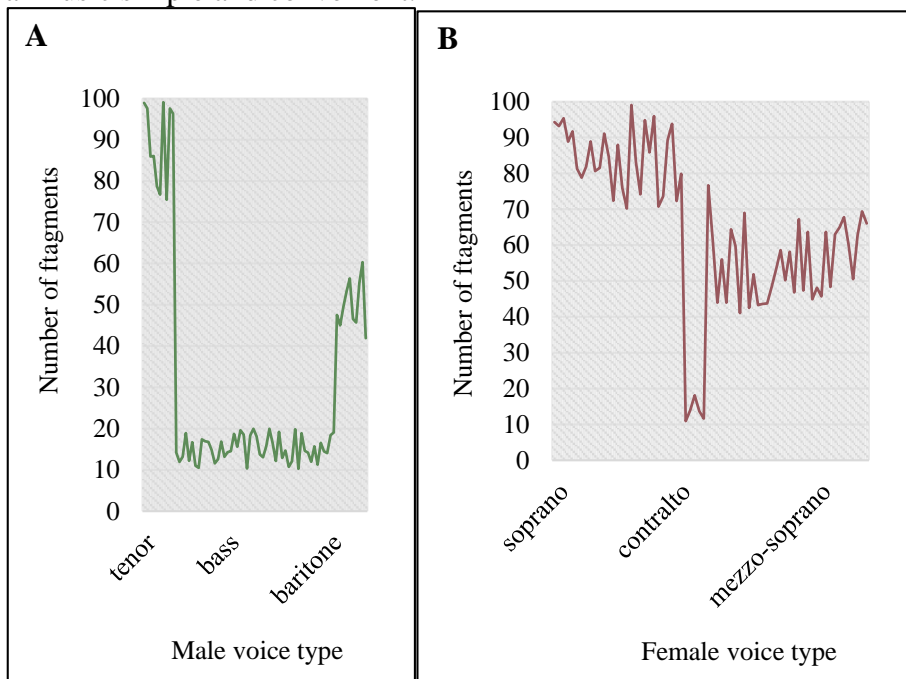 A
100
90
80
70
60
50
40
30
20
10
0
Number of ftagments
tenor
bass
baritone
Male voice type
B
100
90
80
70
60
50
40
30
20
10
0
Number of ftagments
soprano
contralto
mezzo-soprano
Female voice type